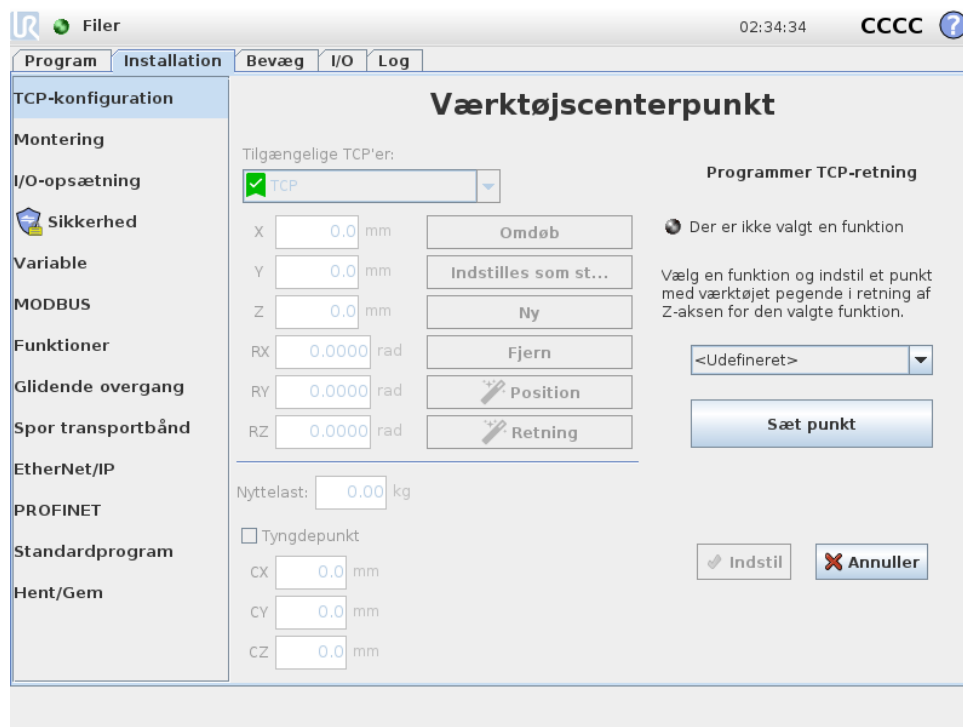 UR Filer 02:34:34 CCCC ?
Program Installation Bevæg I/O Log
TCP-konfiguration
Montering
I/O-opsætning
Sikkerhed
Variable
MODBUS
Funktioner
Glidende overgang
Spor transportbånd
EtherNet/IP
PROFINET
Standardprogram
Hent/Gem
Værktøjscenterpunkt
Tilgængelige TCP'er:
TCP
X 0.0 mm Omdøb
Y 0.0 mm Indstilles som st...
Z 0.0 mm Ny
RX 0.0000 rad Fjern
RY 0.0000 rad Position
RZ 0.0000 rad Retning
Nyttelast: 0.00 kg
Tyngdepunkt
CX 0.0 mm
CY 0.0 mm
CZ 0.0 mm
Programmer TCP-retning
Der er ikke valgt en funktion
Vælg en funktion og indstil et punkt
med værktøjet pegende i retning af
Z-aksen for den valgte funktion.
<Udefineret>
Sæt punkt
Indstil Annuller